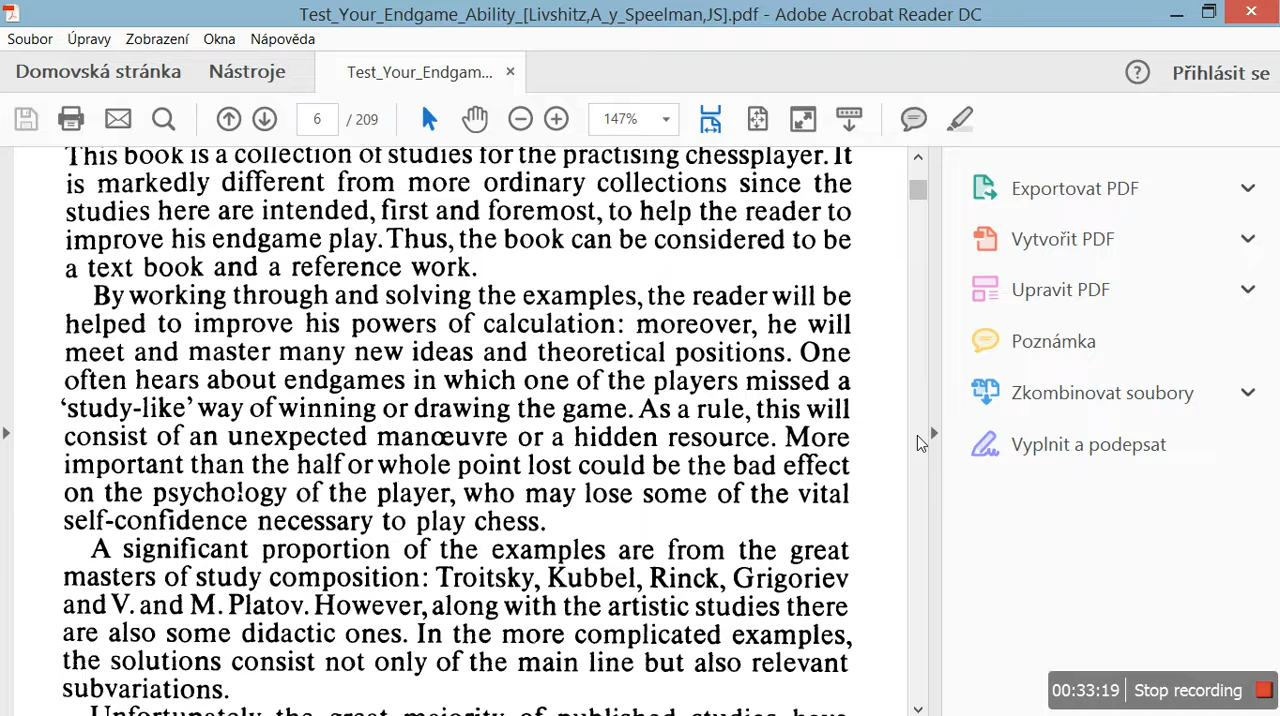 Test_Your_Endgame_Ability_[Livshitz,A_y_Speelman,JS].pdf - Adobe Acrobat Reader DC
Soubor Úpravy Zobrazení Okna Nápověda
Domovská stránka Nástroje Test_Your_Endgam... × Přihlásit se
6 / 209 147%
This book is a collection of studies for the practising chessplayer. It
is markedly different from more ordinary collections since the
studies here are intended, first and foremost, to help the reader to
improve his endgame play. Thus, the book can be considered to be
a text book and a reference work.
By working through and solving the examples, the reader will be
helped to improve his powers of calculation: moreover, he will
meet and master many new ideas and theoretical positions. One
often hears about endgames in which one of the players missed a
‘study-like’ way of winning or drawing the game. As a rule, this will
consist of an unexpected manœuvre or a hidden resource. More
important than the half or whole point lost could be the bad effect
on the psychology of the player, who may lose some of the vital
self-confidence necessary to play chess.
A significant proportion of the examples are from the great
masters of study composition: Troitsky, Kubbel, Rinck, Grigoriev
and V. and M. Platov. However, along with the artistic studies there
are also some didactic ones. In the more complicated examples,
the solutions consist not only of the main line but also relevant
subvariations.
Unfortunately the great majority of published studies have
Exportovat PDF
Vytvořit PDF
Upravit PDF
Poznámka
Zkombinovat soubory
Vyplnit a podepsat
00:33:19 Stop recording